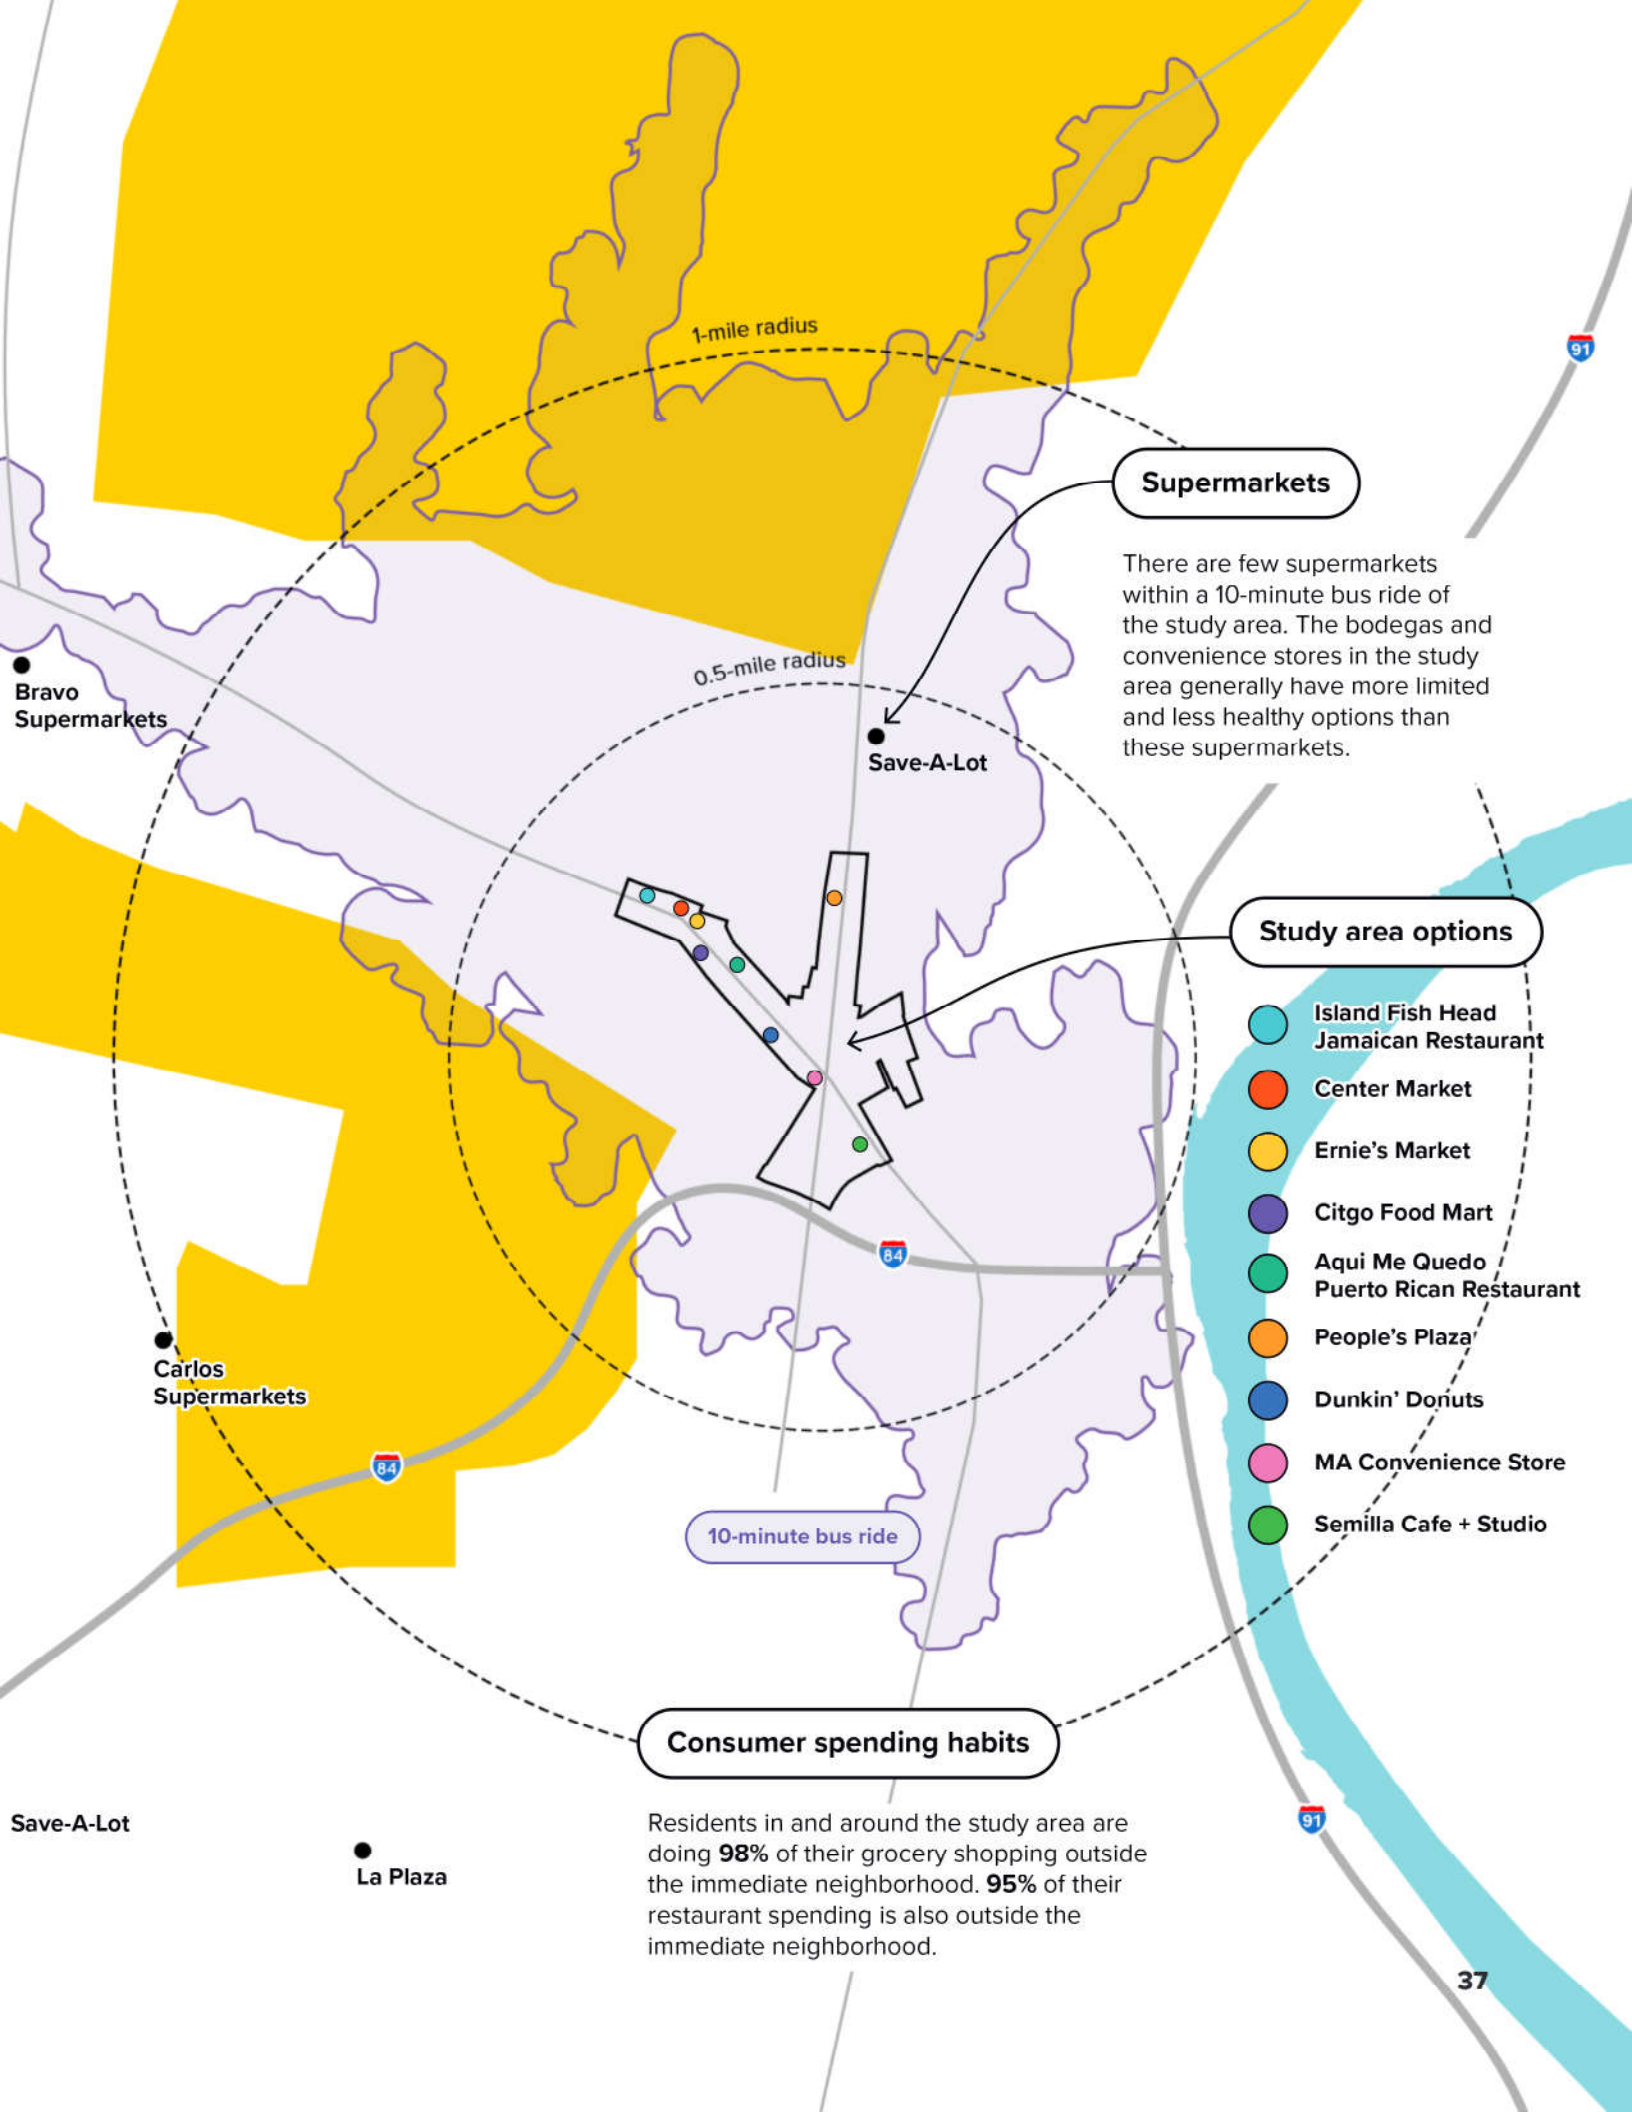 1-mile radius
91
Supermarkets
There are few supermarkets
within a 10-minute bus ride of
the study area. The bodegas and
convenience stores in the study
area generally have more limited
and less healthy options than
these supermarkets.
0.5-mile radius
Bravo
Supermarkets
Save-A-Lot
Study area options
Island Fish Head
Jamaican Restaurant
Center Market
Ernie's Market
Citgo Food Mart
Aqui Me Quedo
Puerto Rican Restaurant
People's Plaza
Dunkin' Donuts
MA Convenience Store
Semilla Cafe + Studio
84
Carlos
Supermarkets
84
10-minute bus ride
Consumer spending habits
Residents in and around the study area are
doing 98% of their grocery shopping outside
the immediate neighborhood. 95% of their
restaurant spending is also outside the
immediate neighborhood.
Save-A-Lot
La Plaza
91
37